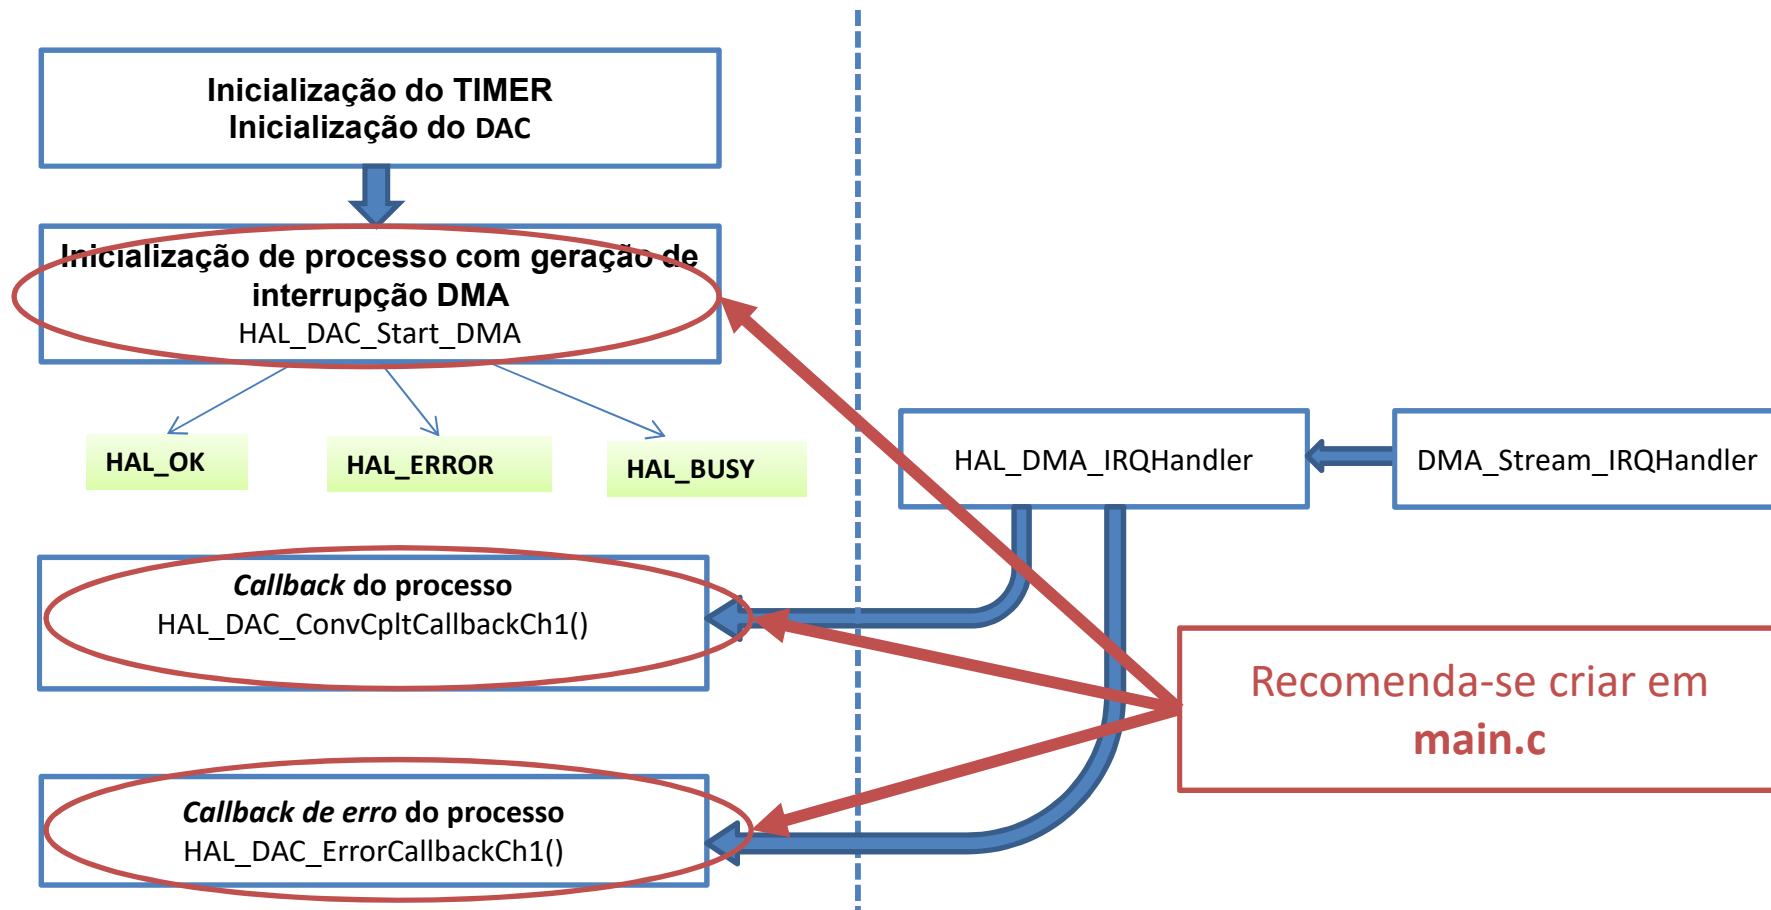 Inicialização do TIMER
Inicialização do DAC
Inicialização de processo com geração de
interrupção DMA
HAL_DAC_Start_DMA
HAL_OK
HAL_ERROR
HAL_BUSY
HAL_DMA_IRQHandler
DMA_Stream_IRQHandler
Callback do processo
HAL_DAC_ConvCpltCallbackCh1()
Recomenda-se criar em
main.c
Callback de erro do processo
HAL_DAC_ErrorCallbackCh1()